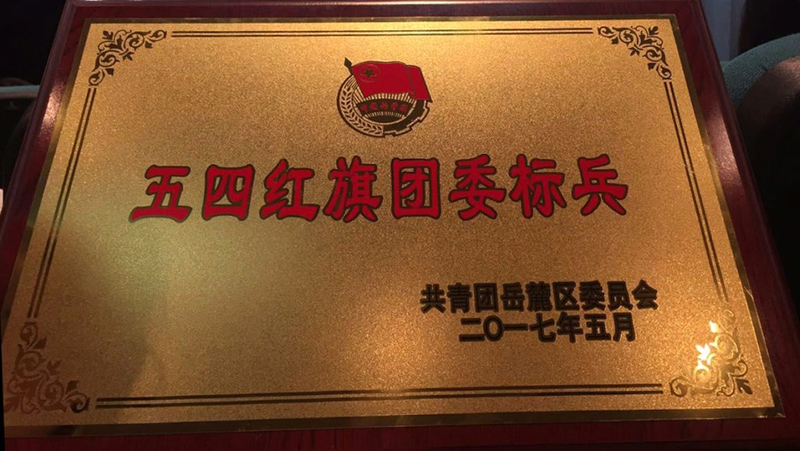 五四红旗团委标兵
共青团岳麓区委员会
二〇一七年五月